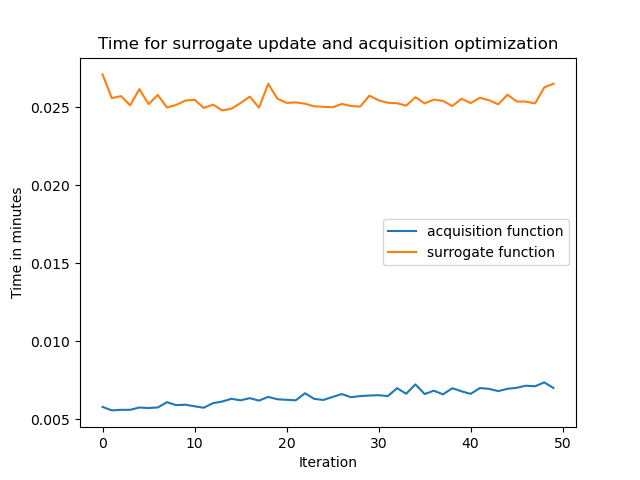 Time for surrogate update and acquisition optimization
0.025
0.020
0.015
0.010
0.005
Time in minutes
acquisition function
surrogate function
0 10 20 30 40 50
Iteration